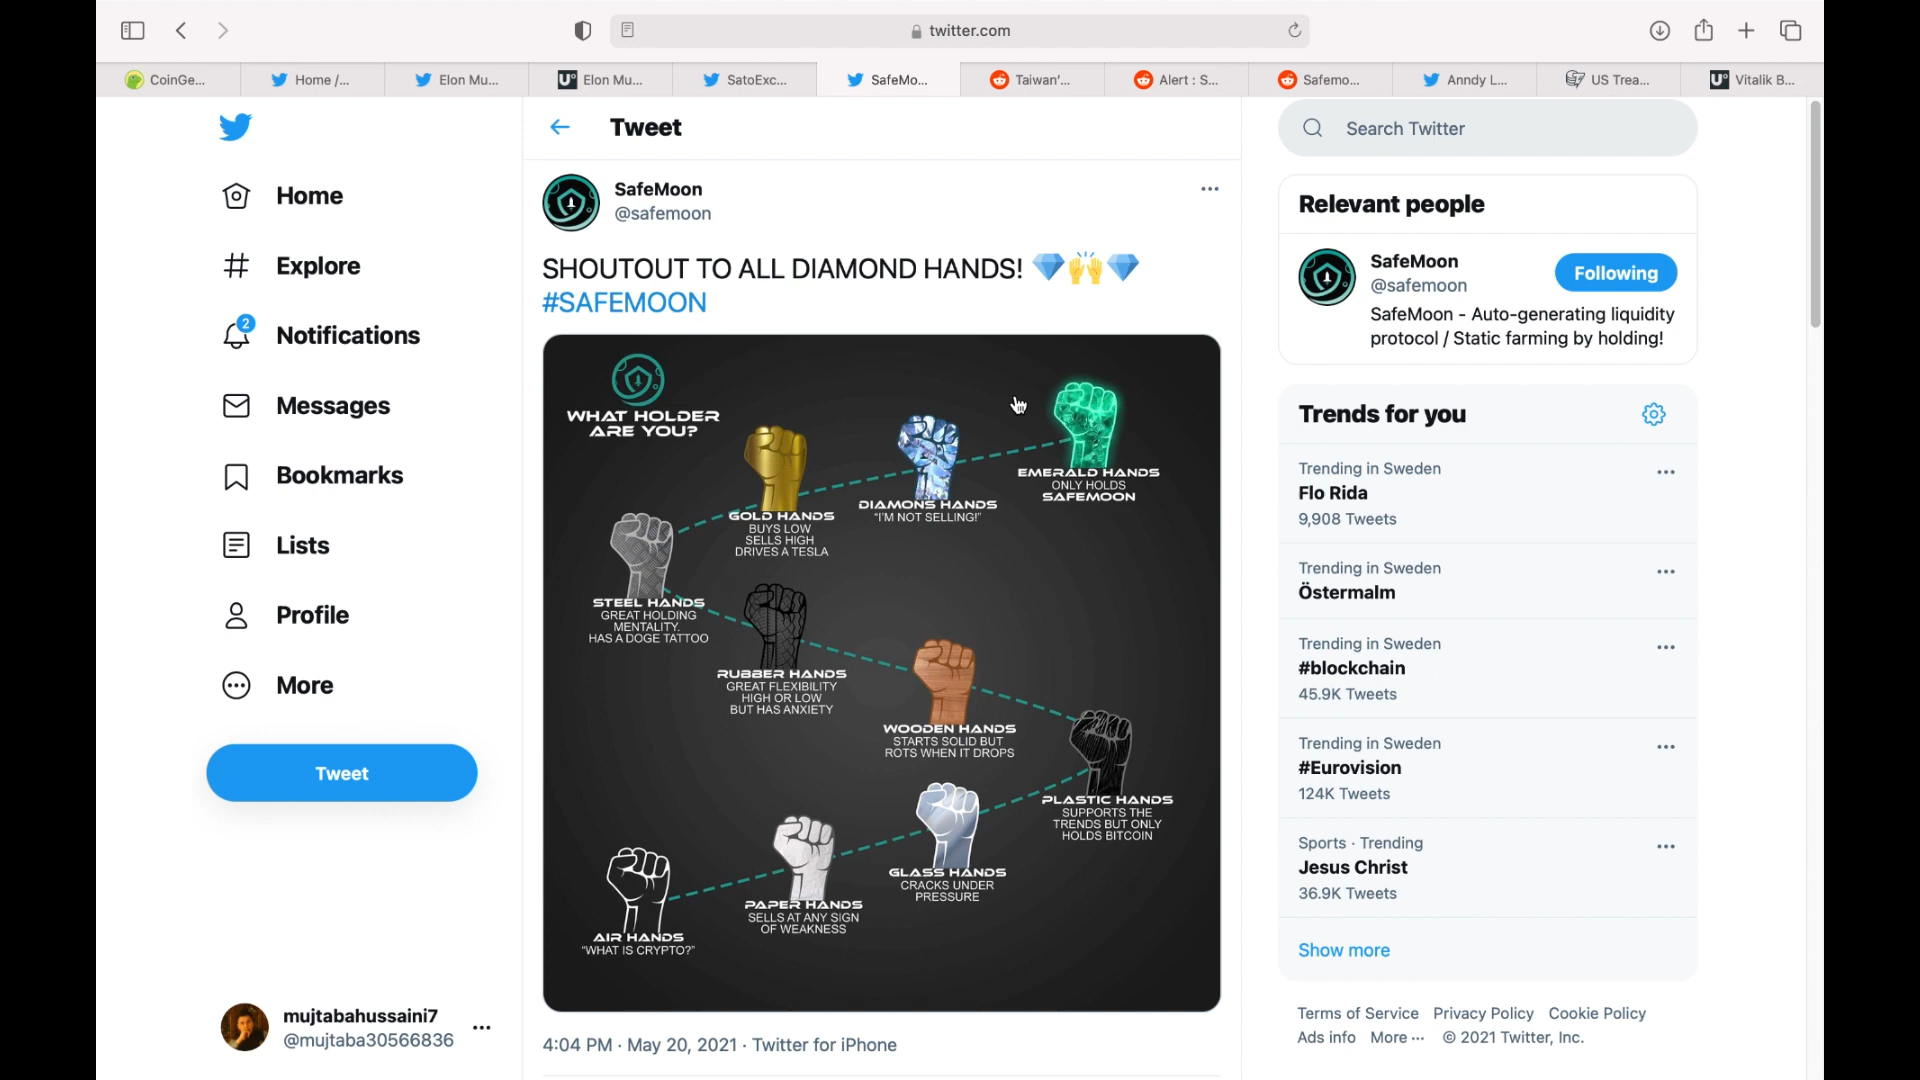 twitter.com
CoinGe...
Home /...
Elon Mu...
U° Elon Mu...
SatoExc...
SafeMo...
Taiwan'...
Alert : S...
Safemo...
Anndy L...
US Trea...
U° Vitalik B...
Home
Explore
2
Notifications
Messages
Bookmarks
Lists
Profile
More
Tweet
mujtabahussaini7
@mujtaba30566836
Tweet
SafeMoon
@safemoon
SHOUTOUT TO ALL DIAMOND HANDS! 💎🙌💎
#SAFEMOON
WHAT HOLDER
ARE YOU?
EMERALD HANDS
ONLY HOLDS
SAFEMOON
DIAMONS HANDS
"I'M NOT SELLING!"
GOLD HANDS
BUYS LOW
SELLS HIGH
DRIVES A TESLA
STEEL HANDS
GREAT HOLDING
MENTALITY.
HAS A DOGE TATTOO
RUBBER HANDS
GREAT FLEXIBILITY
HIGH OR LOW
BUT HAS ANXIETY
WOODEN HANDS
STARTS SOLID BUT
ROTS WHEN IT DROPS
PLASTIC HANDS
SUPPORTS THE
TRENDS BUT ONLY
HOLDS BITCOIN
GLASS HANDS
CRACKS UNDER
PRESSURE
PAPER HANDS
SELLS AT ANY SIGN
OF WEAKNESS
AIR HANDS
"WHAT IS CRYPTO?"
4:04 PM · May 20, 2021 · Twitter for iPhone
Search Twitter
Relevant people
SafeMoon
@safemoon
Following
SafeMoon - Auto-generating liquidity
protocol / Static farming by holding!
Trends for you
Trending in Sweden
Flo Rida
9,908 Tweets
Trending in Sweden
Östermalm
Trending in Sweden
#blockchain
45.9K Tweets
Trending in Sweden
#Eurovision
124K Tweets
Sports · Trending
Jesus Christ
36.9K Tweets
Show more
Terms of Service Privacy Policy Cookie Policy
Ads info More ··· © 2021 Twitter, Inc.